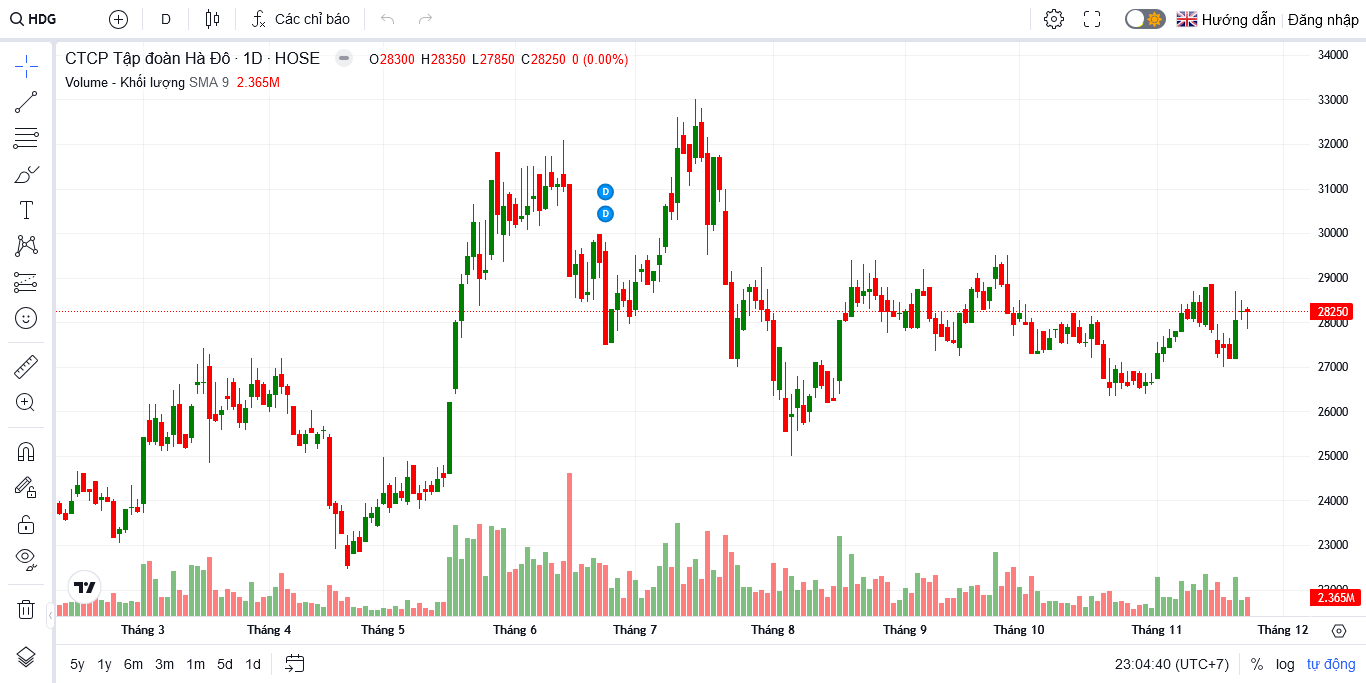 HDG
D
Các chỉ báo
Hướng dẫn
Đăng nhập
CTCP Tập đoàn Hà Đô · 1D · HOSE
O28300 H28350 L27850 C28250 0 (0.00%)
Volume - Khối lượng SMA 9 2.365M
34000
33000
32000
31000
30000
29000
28250
28000
27000
26000
25000
24000
23000
22000
2.365M
D
D
Tháng 3
Tháng 4
Tháng 5
Tháng 6
Tháng 7
Tháng 8
Tháng 9
Tháng 10
Tháng 11
Tháng 12
5y 1y 6m 3m 1m 5d 1d
23:04:40 (UTC+7)
% log tự động